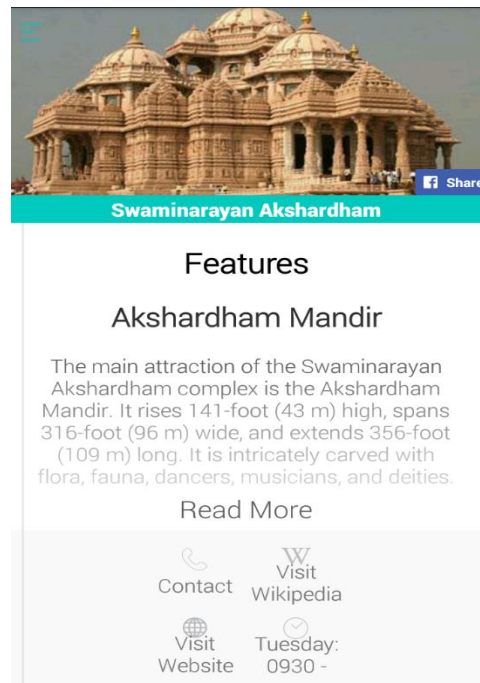 Share
Swaminarayan Akshardham
Features
Akshardham Mandir
The main attraction of the Swaminarayan
Akshardham complex is the Akshardham
Mandir. It rises 141-foot (43 m) high, spans
316-foot (96 m) wide, and extends 356-foot
(109 m) long. It is intricately carved with
flora, fauna, dancers, musicians, and deities.
Read More
Contact
Visit
Wikipedia
Visit
Website
Tuesday:
0930 -